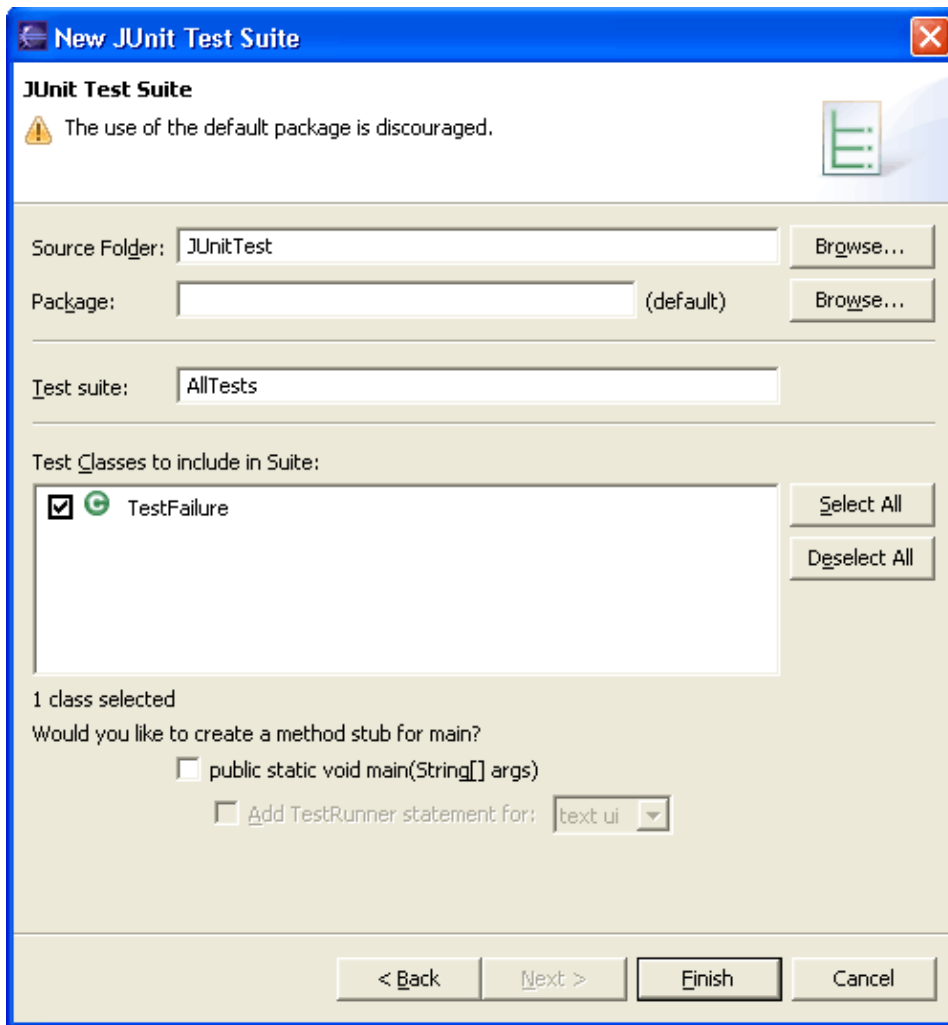 New JUnit Test Suite
JUnit Test Suite
The use of the default package is discouraged.
Source Folder: JUnitTest Browse...
Package: (default) Browse...
Test suite: AllTests
Test Classes to include in Suite:
TestFailure Select All
Deselect All
1 class selected
Would you like to create a method stub for main?
public static void main(String[] args)
Add TestRunner statement for: text ui
< Back Next > Finish Cancel